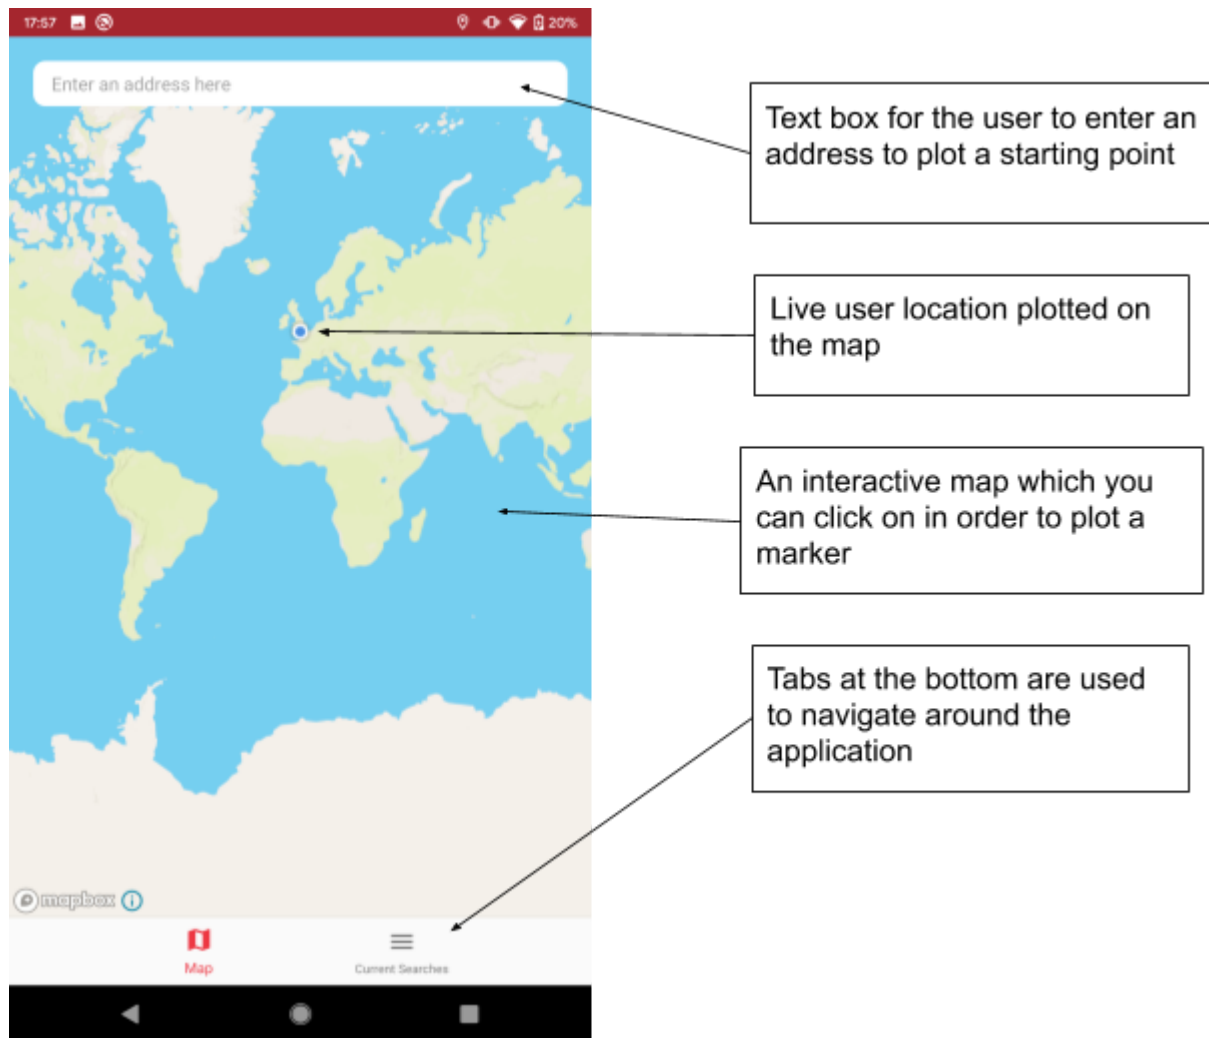 17:57
20%
Enter an address here
Text box for the user to enter an
address to plot a starting point
Live user location plotted on
the map
An interactive map which you
can click on in order to plot a
marker
Tabs at the bottom are used
to navigate around the
application
mapbox
Map
Current Searches